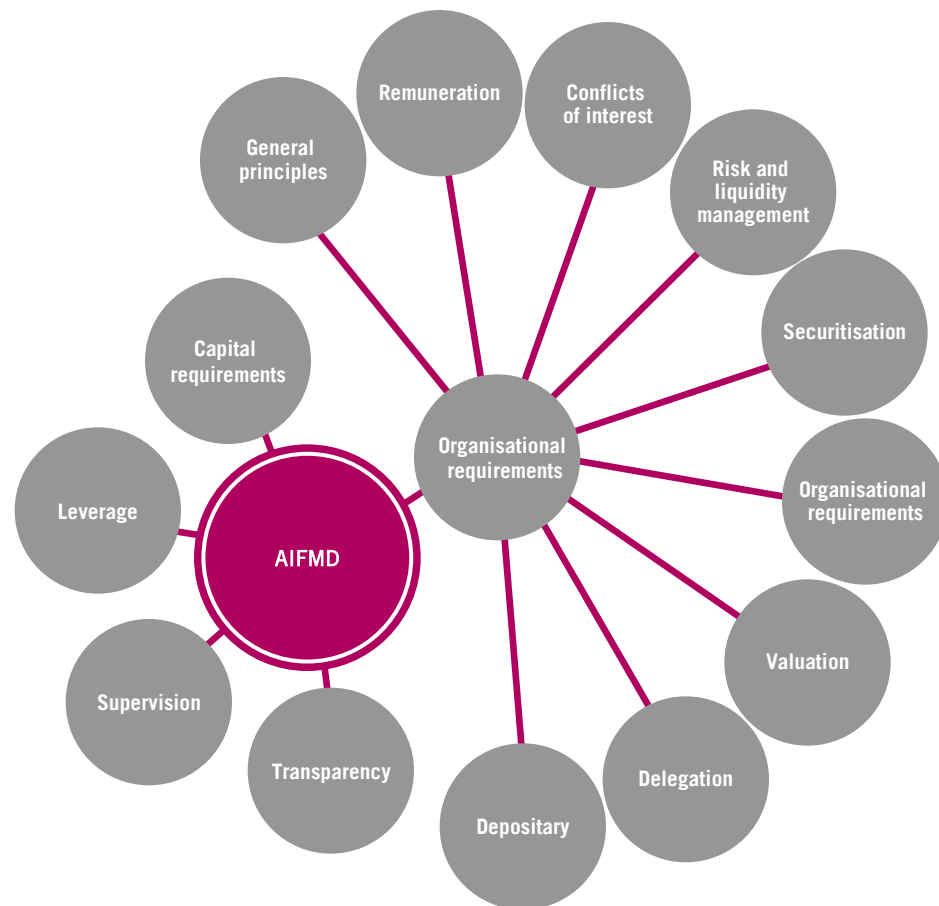 Remuneration
Conflicts
of interest
General
principles
Risk and
liquidity
management
Securitisation
Capital
requirements
Organisational
requirements
Organisational
requirements
Leverage
AIFMD
Valuation
Supervision
Transparency
Delegation
Depositary